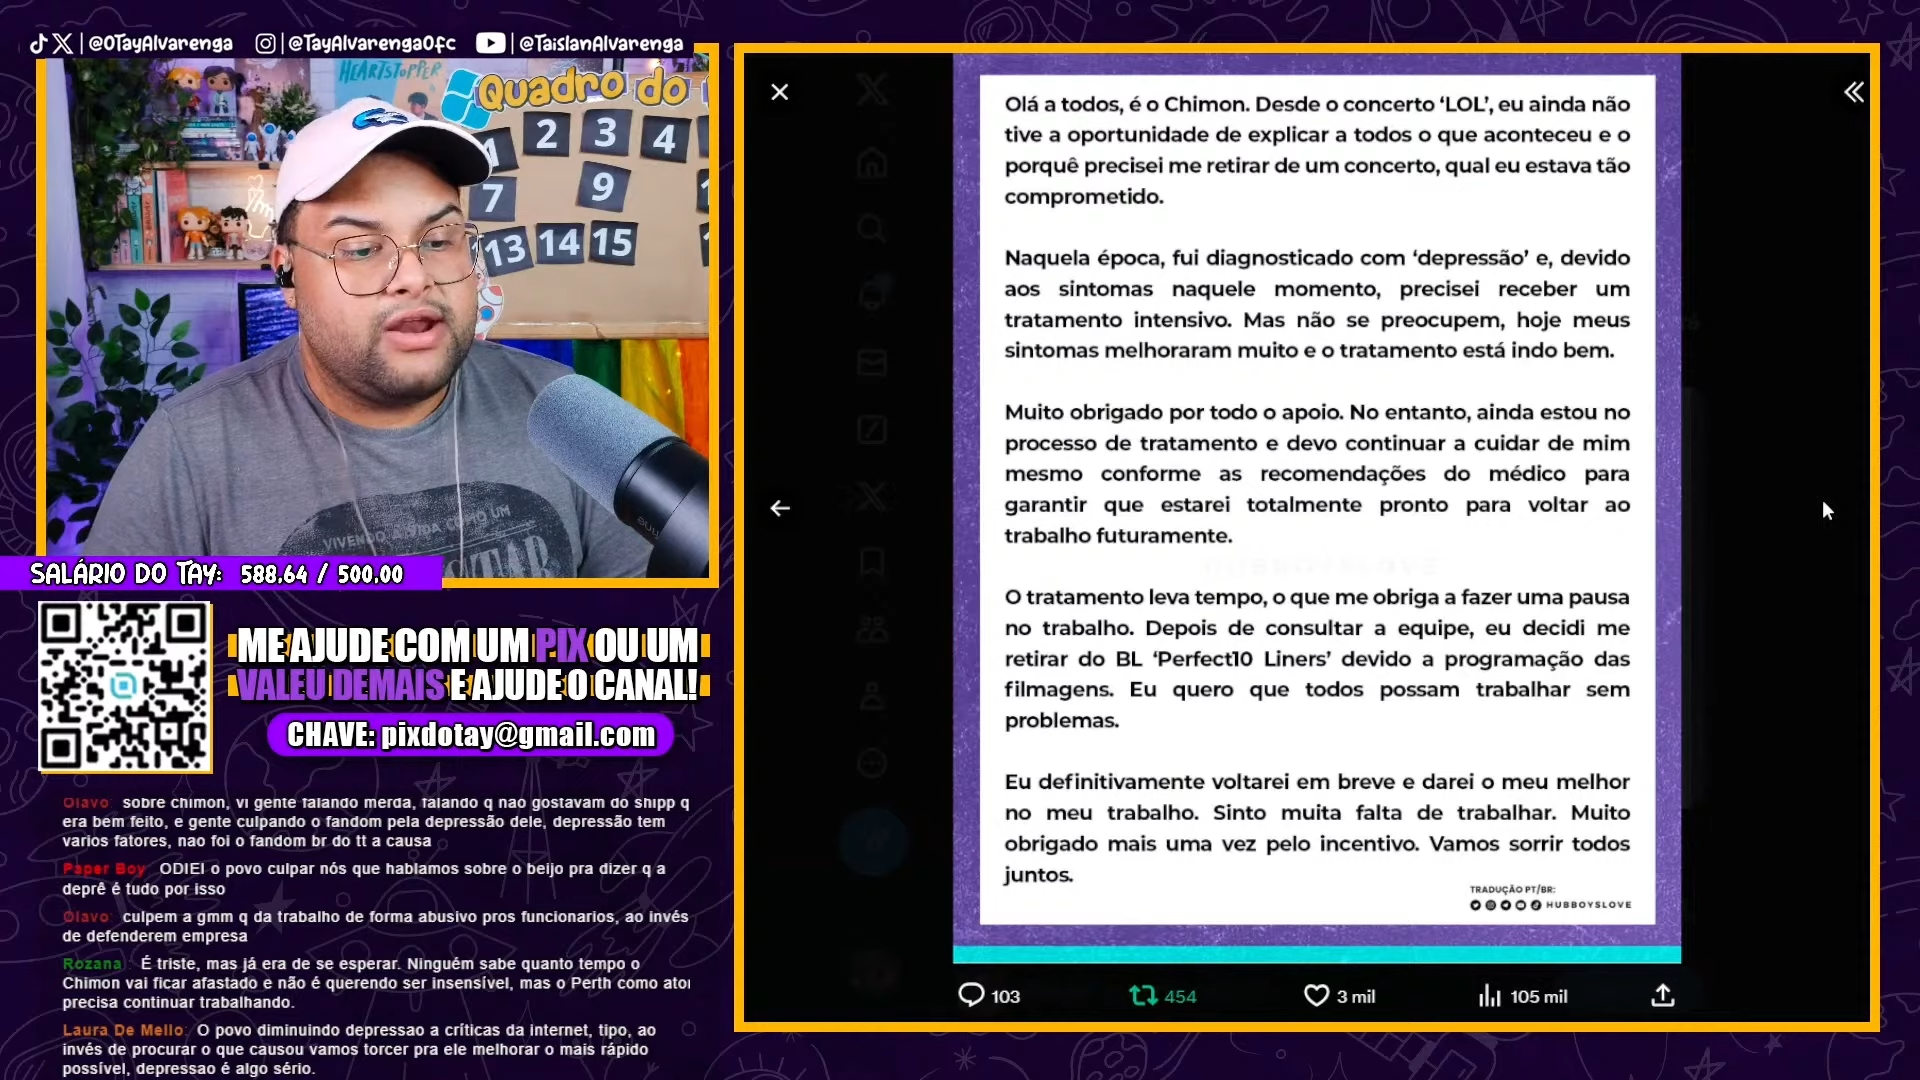 @OTayAlvarenga
@TayAlvarengaOfc
@TaislanAlvarenga
HEARTSTOPPER
Quadro do
1 2 3 4
7 9
13 14 15
VIVENDO A VIDA COMO UM
SALÁRIO DO TAY: 588.64 / 500.00
ME AJUDE COM UM PIX OU UM
VALEU DEMAIS E AJUDE O CANAL!
CHAVE: pixdotay@gmail.com
Olavo: sobre chimon, vi gente falando merda, falando q nao gostavam do shipp q
era bem feito, e gente culpando o fandom pela depressão dele, depressão tem
varios fatores, nao foi o fandom br do tt a causa
Paper Boy: ODIEI o povo culpar nós que hablamos sobre o beijo pra dizer q a
deprê é tudo por isso
Olavo: culpem a gmm q da trabalho de forma abusivo pros funcionarios, ao invés
de defenderem empresa
Rozana: É triste, mas já era de se esperar. Ninguém sabe quanto tempo o
Chimon vai ficar afastado e não é querendo ser insensível, mas o Perth como ator
precisa continuar trabalhando.
Laura De Mello: O povo diminuindo depressao a críticas da internet, tipo, ao
invés de procurar o que causou vamos torcer pra ele melhorar o mais rápido
possível, depressao é algo sério.
Olá a todos, é o Chimon. Desde o concerto ‘LOL’, eu ainda não
tive a oportunidade de explicar a todos o que aconteceu e o
porquê precisei me retirar de um concerto, qual eu estava tão
comprometido.
Naquela época, fui diagnosticado com ‘depressão’ e, devido
aos sintomas naquele momento, precisei receber um
tratamento intensivo. Mas não se preocupem, hoje meus
sintomas melhoraram muito e o tratamento está indo bem.
Muito obrigado por todo o apoio. No entanto, ainda estou no
processo de tratamento e devo continuar a cuidar de mim
mesmo conforme as recomendações do médico para
garantir que estarei totalmente pronto para voltar ao
trabalho futuramente.
O tratamento leva tempo, o que me obriga a fazer uma pausa
no trabalho. Depois de consultar a equipe, eu decidi me
retirar do BL ‘Perfect10 Liners’ devido a programação das
filmagens. Eu quero que todos possam trabalhar sem
problemas.
Eu definitivamente voltarei em breve e darei o meu melhor
no meu trabalho. Sinto muita falta de trabalhar. Muito
obrigado mais uma vez pelo incentivo. Vamos sorrir todos
juntos.
TRADUÇÃO PT/BR:
HUBBOYSLOVE
103 454 3 mil 105 mil